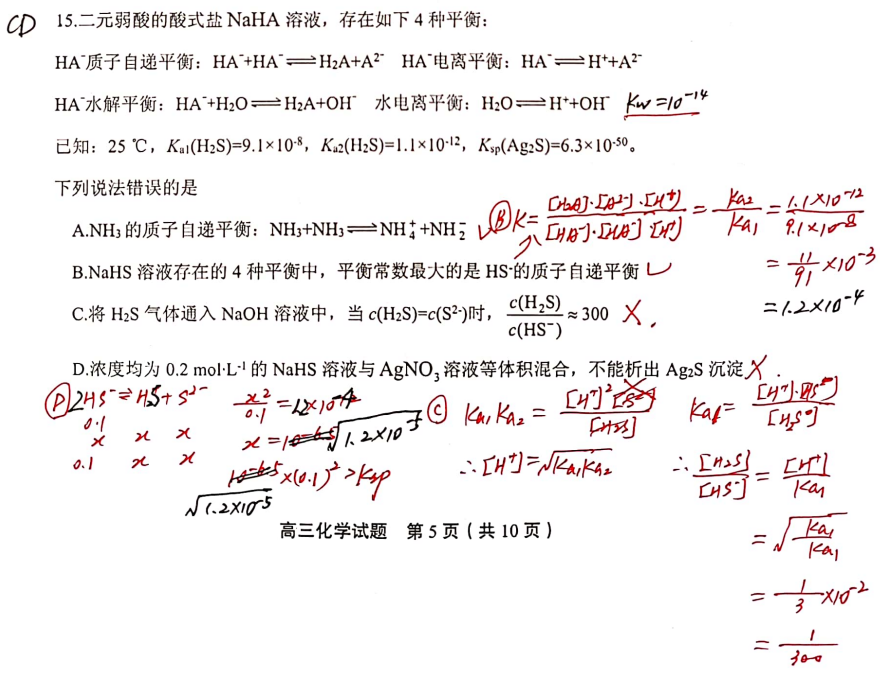 CD 15.二元弱酸的酸式盐 NaHA 溶液，存在如下 4 种平衡：
HA⁻质子自递平衡：HA⁻+HA⁻⇌H₂A+A²⁻ HA⁻电离平衡：HA⁻⇌H⁺+A²⁻
HA⁻水解平衡：HA⁻+H₂O⇌H₂A+OH⁻ 水电离平衡：H₂O⇌H⁺+OH⁻ Kw=10⁻¹⁴
已知：25 ℃，Ka1(H₂S)=9.1×10⁻⁸，Ka2(H₂S)=1.1×10⁻¹²，Ksp(Ag₂S)=6.3×10⁻⁵⁰。
下列说法错误的是
A.NH₃的质子自递平衡：NH₃+NH₃⇌NH₄⁺+NH₂⁻ ✓
Ⓑ K=[H₂A]·[A²⁻]·[H⁺]/[HA⁻]·[HA⁻][H⁺] = Ka2/Ka1 = 1.1×10⁻¹²/9.1×10⁻⁸
= 11/91 ×10⁻³
=1.2×10⁻⁴
B.NaHS 溶液存在的 4 种平衡中，平衡常数最大的是 HS⁻的质子自递平衡 ✓
C.将 H₂S 气体通入 NaOH 溶液中，当 c(H₂S)=c(S²⁻)时，c(H₂S)/c(HS⁻)≈300 ✗.
D.浓度均为 0.2 mol·L⁻¹ 的 NaHS 溶液与 AgNO₃溶液等体积混合，不能析出 Ag₂S 沉淀 ✗.
Ⓓ 2HS⁻⇌H₂S+S²⁻
0.1
x x x
0.1 x x
x²/0.1 =1.2×10⁻⁴
x= √1.2×10⁻⁵
×(0.1)²>Ksp
√1.2×10⁻⁵
Ⓒ Ka₁Ka₂ = [H⁺]²[S²⁻]/[H₂S]
∴[H⁺]=√Ka₁Ka₂
Ka₁= [H⁺]·[HS⁻]/[H₂S]
∴ [H₂S]/[HS⁻] = [H⁺]/Ka₁
= √Ka₂/Ka₁
= 1/3 ×10⁻²
= 1/300
高三化学试题 第 5 页（共 10 页）